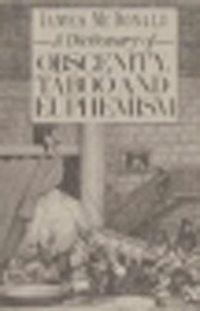 JAMES McDONALD
A Dictionary of
OBSCENITY,
TABOO AND
EUPHEMISM